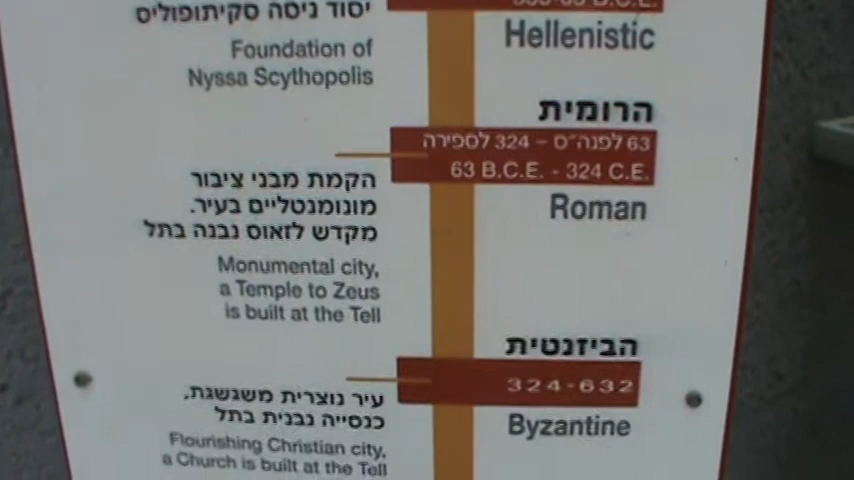 יסוד ניסה סקיתופוליס
Foundation of
Nyssa Scythopolis
Hellenistic
הרומית
63 לפנה"ס – 324 לספירה
63 B.C.E. - 324 C.E.
Roman
הקמת מבני ציבור
מונומנטליים בעיר.
מקדש לזאוס נבנה בתל
Monumental city,
a Temple to Zeus
is built at the Tell
הביזנטית
324-632
Byzantine
עיר נוצרית משגשגת.
כנסייה נבנית בתל
Flourishing Christian city,
a Church is built at the Tell